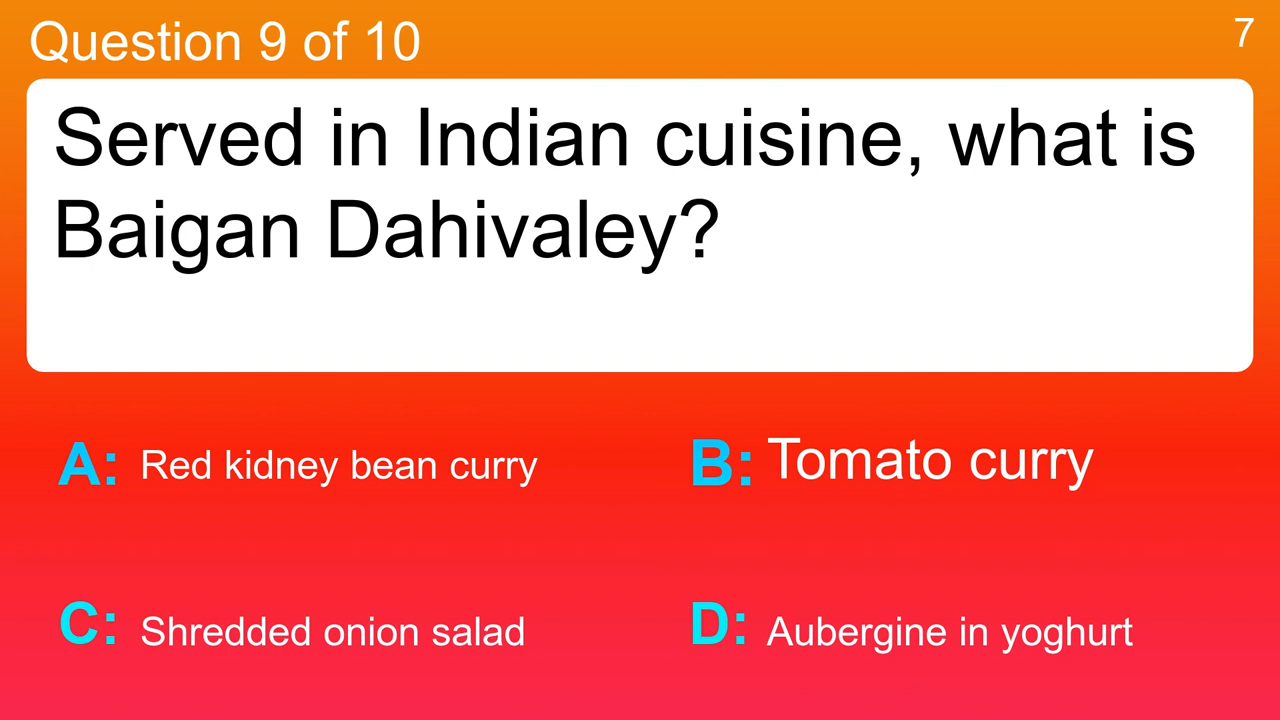 Question 9 of 10
7
Served in Indian cuisine, what is
Baigan Dahivaley?
A: Red kidney bean curry
B: Tomato curry
C: Shredded onion salad
D: Aubergine in yoghurt